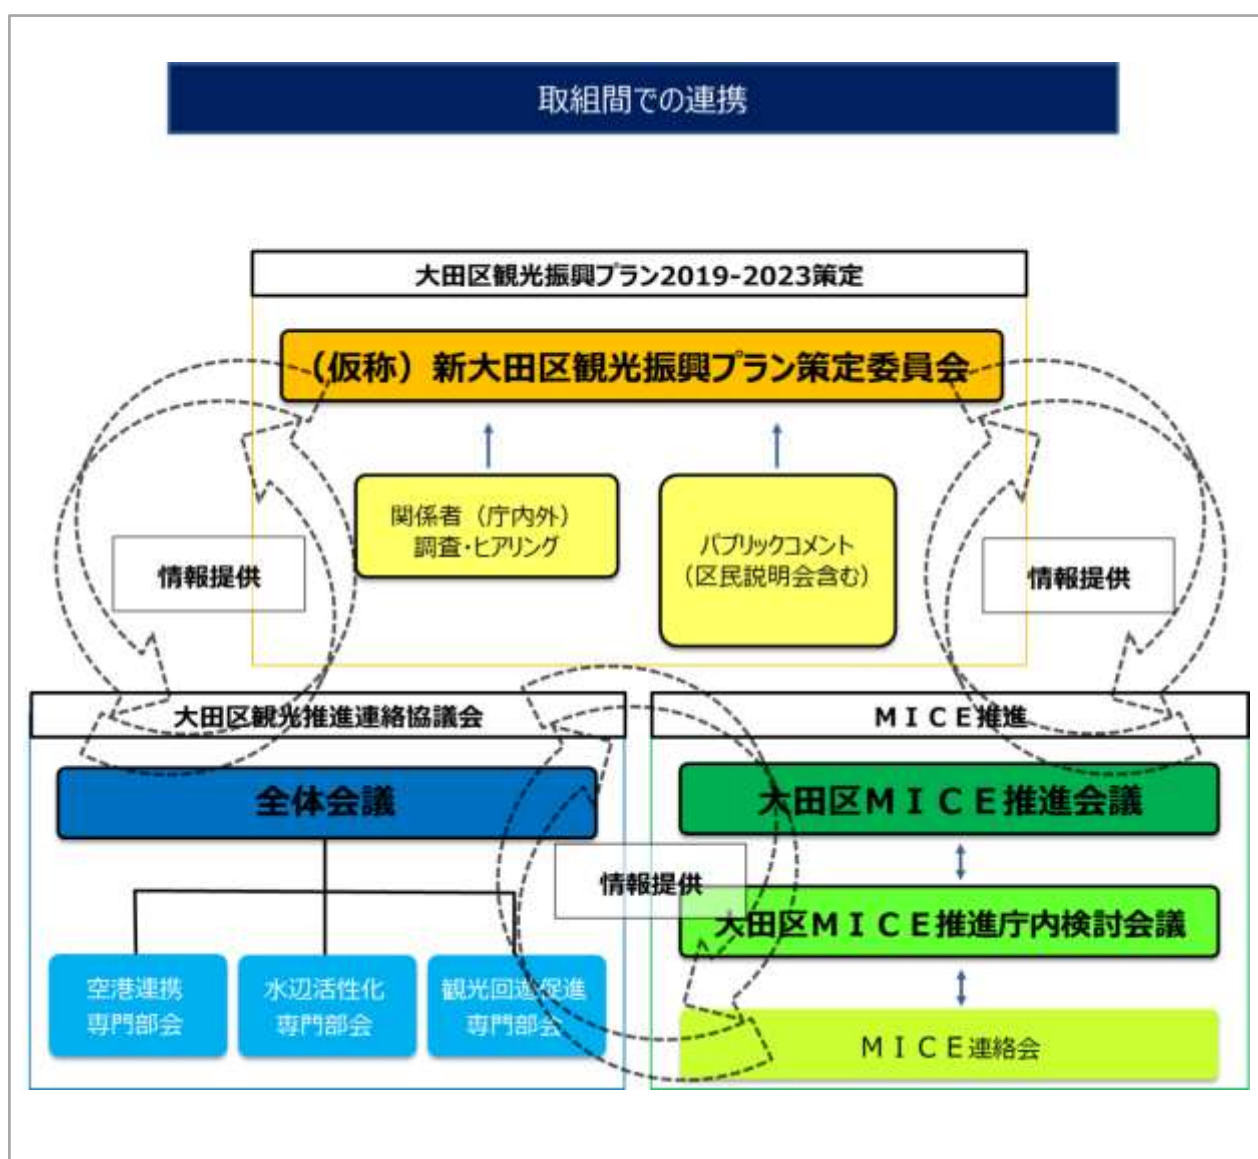 取組間での連携
大田区観光振興プラン2019-2023策定
（仮称）新大田区観光振興プラン策定委員会
関係者（庁内外）
調査・ヒアリング
パブリックコメント
（区民説明会含む）
情報提供
情報提供
大田区観光推進連絡協議会
全体会議
空港連携
専門部会
水辺活性化
専門部会
観光回遊促進
専門部会
情報提供
ＭＩＣＥ推進
大田区ＭＩＣＥ推進会議
大田区ＭＩＣＥ推進庁内検討会議
ＭＩＣＥ連絡会